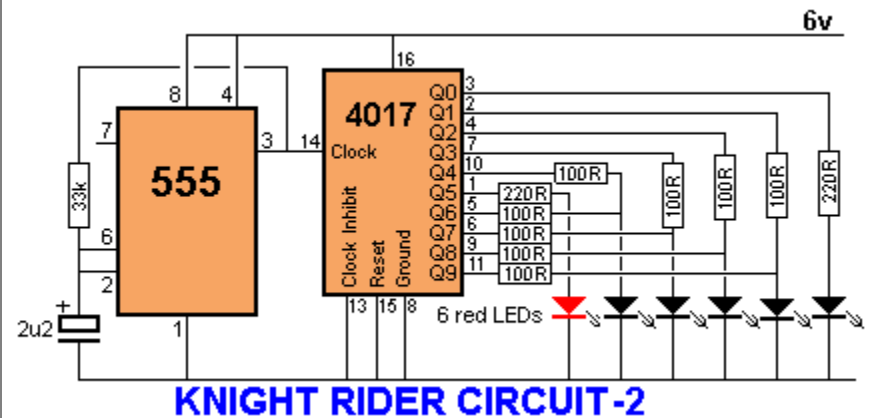 6v
16
8
4
3
Q0
2
Q1
4
Q2
7
Q3
10
Q4
1
Q5
5
Q6
6
Q7
9
Q8
11
Q9
7
3
14
4017
Clock
555
33k
100R
220R
100R
100R
100R
100R
100R
100R
100R
220R
Clock Inhibit
Reset
Ground
6
2
13
15
8
+
2u2
1
6 red LEDs
KNIGHT RIDER CIRCUIT-2